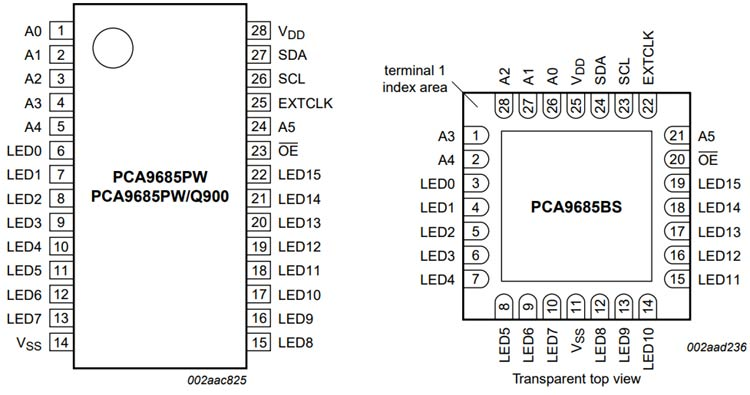 A0 1 28 VDD
A1 2 27 SDA
A2 3 26 SCL
A3 4 25 EXTCLK
A4 5 24 A5
LED0 6 23 OE
LED1 7 22 LED15
LED2 8 21 LED14
LED3 9 20 LED13
LED4 10 19 LED12
LED5 11 18 LED11
LED6 12 17 LED10
LED7 13 16 LED9
VSS 14 15 LED8
PCA9685PW
PCA9685PW/Q900
002aac825
terminal 1
index area
A2 A1 A0 VDD SDA SCL EXTCLK
28 27 26 25 24 23 22
A3 1 21 A5
A4 2 20 OE
LED0 3 19 LED15
LED1 4 18 LED14
LED2 5 17 LED13
LED3 6 16 LED12
LED4 7 15 LED11
PCA9685BS
8 9 10 11 12 13 14
LED5 LED6 LED7 VSS LED8 LED9 LED10
002aad236
Transparent top view